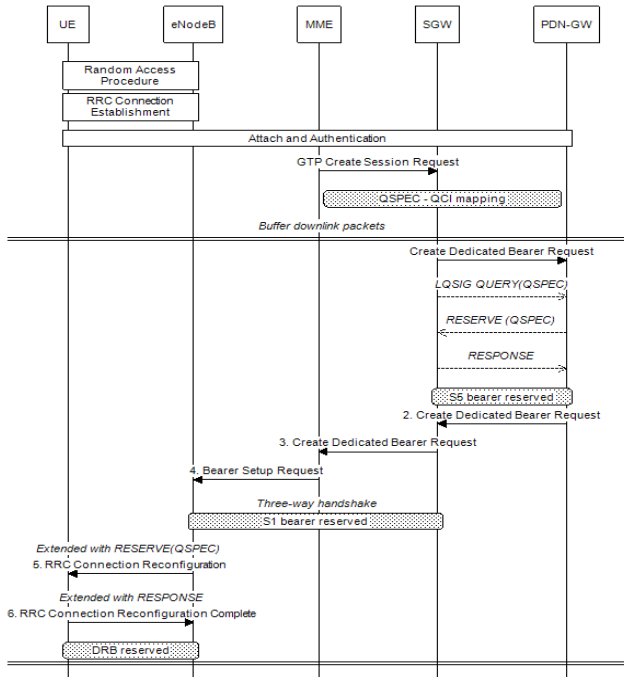 UE eNodeB MME SGW PDN-GW
Random Access
Procedure
RRC Connection
Establishment
Attach and Authentication
GTP Create Session Request
QSPEC - QCI mapping
Buffer downlink packets
Create Dedicated Bearer Request
LQSIG QUERY(QSPEC)
RESERVE (QSPEC)
RESPONSE
S5 bearer reserved
2. Create Dedicated Bearer Request
3. Create Dedicated Bearer Request
4. Bearer Setup Request
Three-way handshake
S1 bearer reserved
Extended with RESERVE(QSPEC)
5. RRC Connection Reconfiguration
Extended with RESPONSE
6. RRC Connection Reconfiguration Complete
DRB reserved